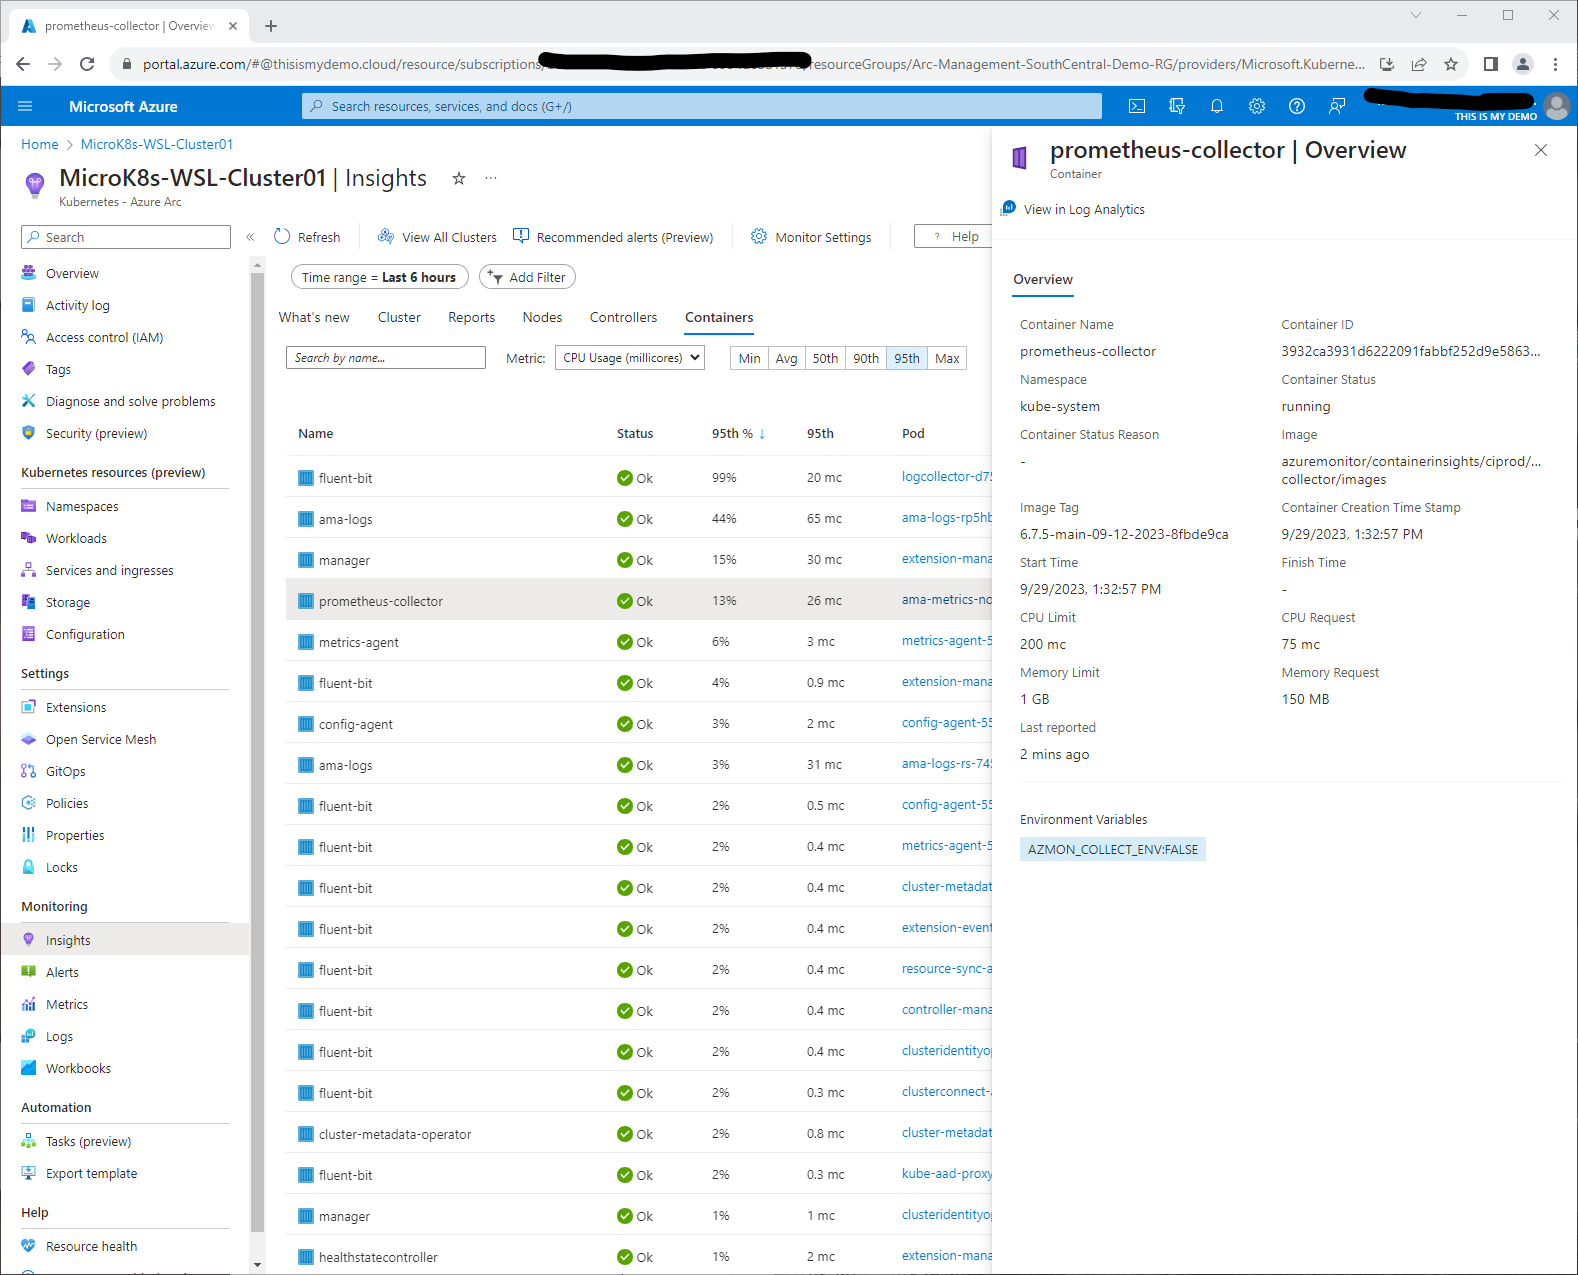 prometheus-collector | Overview
portal.azure.com/#@thisismydemo.cloud/resource/subscriptions/ resourceGroups/Arc-Management-SouthCentral-Demo-RG/providers/Microsoft.Kuberne...
Microsoft Azure
Search resources, services, and docs (G+/)
THIS IS MY DEMO
Home > MicroK8s-WSL-Cluster01
MicroK8s-WSL-Cluster01 | Insights
Kubernetes - Azure Arc
Search
Overview
Activity log
Access control (IAM)
Tags
Diagnose and solve problems
Security (preview)
Kubernetes resources (preview)
Namespaces
Workloads
Services and ingresses
Storage
Configuration
Settings
Extensions
Open Service Mesh
GitOps
Policies
Properties
Locks
Monitoring
Insights
Alerts
Metrics
Logs
Workbooks
Automation
Tasks (preview)
Export template
Help
Resource health
Refresh
View All Clusters
Recommended alerts (Preview)
Monitor Settings
? Help
Time range = Last 6 hours
Add Filter
What's new Cluster Reports Nodes Controllers Containers
Search by name...
Metric: CPU Usage (millicores)
Min Avg 50th 90th 95th Max
Name Status 95th % ↓ 95th Pod
fluent-bit Ok 99% 20 mc logcollector-d75
ama-logs Ok 44% 65 mc ama-logs-rp5hb
manager Ok 15% 30 mc extension-mana
prometheus-collector Ok 13% 26 mc ama-metrics-no
metrics-agent Ok 6% 3 mc metrics-agent-5
fluent-bit Ok 4% 0.9 mc extension-mana
config-agent Ok 3% 2 mc config-agent-55
ama-logs Ok 3% 31 mc ama-logs-rs-745
fluent-bit Ok 2% 0.5 mc config-agent-55
fluent-bit Ok 2% 0.4 mc metrics-agent-5
fluent-bit Ok 2% 0.4 mc cluster-metadat
fluent-bit Ok 2% 0.4 mc extension-event
fluent-bit Ok 2% 0.4 mc resource-sync-a
fluent-bit Ok 2% 0.4 mc controller-mana
fluent-bit Ok 2% 0.4 mc clusteridentityop
fluent-bit Ok 2% 0.3 mc clusterconnect-a
cluster-metadata-operator Ok 2% 0.8 mc cluster-metadat
fluent-bit Ok 2% 0.3 mc kube-aad-proxy
manager Ok 1% 1 mc clusteridentityop
healthstatecontroller Ok 1% 2 mc extension-mana
prometheus-collector | Overview
Container
View in Log Analytics
Overview
Container Name
prometheus-collector
Container ID
3932ca3931d6222091fabbf252d9e5863...
Namespace
kube-system
Container Status
running
Container Status Reason
-
Image
azuremonitor/containerinsights/ciprod/...
collector/images
Image Tag
6.7.5-main-09-12-2023-8fbde9ca
Container Creation Time Stamp
9/29/2023, 1:32:57 PM
Start Time
9/29/2023, 1:32:57 PM
Finish Time
-
CPU Limit
200 mc
CPU Request
75 mc
Memory Limit
1 GB
Memory Request
150 MB
Last reported
2 mins ago
Environment Variables
AZMON_COLLECT_ENV:FALSE